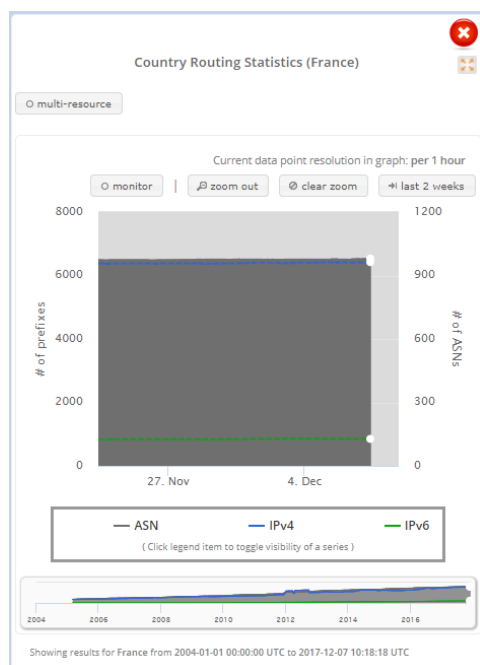 Country Routing Statistics (France)
multi-resource
Current data point resolution in graph: per 1 hour
monitor | zoom out clear zoom last 2 weeks
8000 1200
6000 900
4000 600
2000 300
0 0
# of prefixes
# of ASNs
27. Nov 4. Dec
ASN IPv4 IPv6
( Click legend item to toggle visibility of a series )
2004 2006 2008 2010 2012 2014 2016
Showing results for France from 2004-01-01 00:00:00 UTC to 2017-12-07 10:18:18 UTC